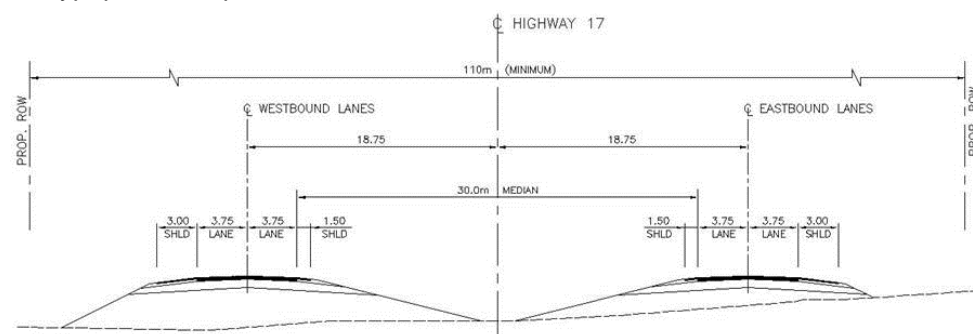 ℄ HIGHWAY 17
110m (MINIMUM)
PROP. ROW
℄ WESTBOUND LANES
℄ EASTBOUND LANES
PROP. ROW
18.75
18.75
30.0m MEDIAN
3.00 3.75 3.75 1.50
SHLD LANE LANE SHLD
1.50 3.75 3.75 3.00
SHLD LANE LANE SHLD